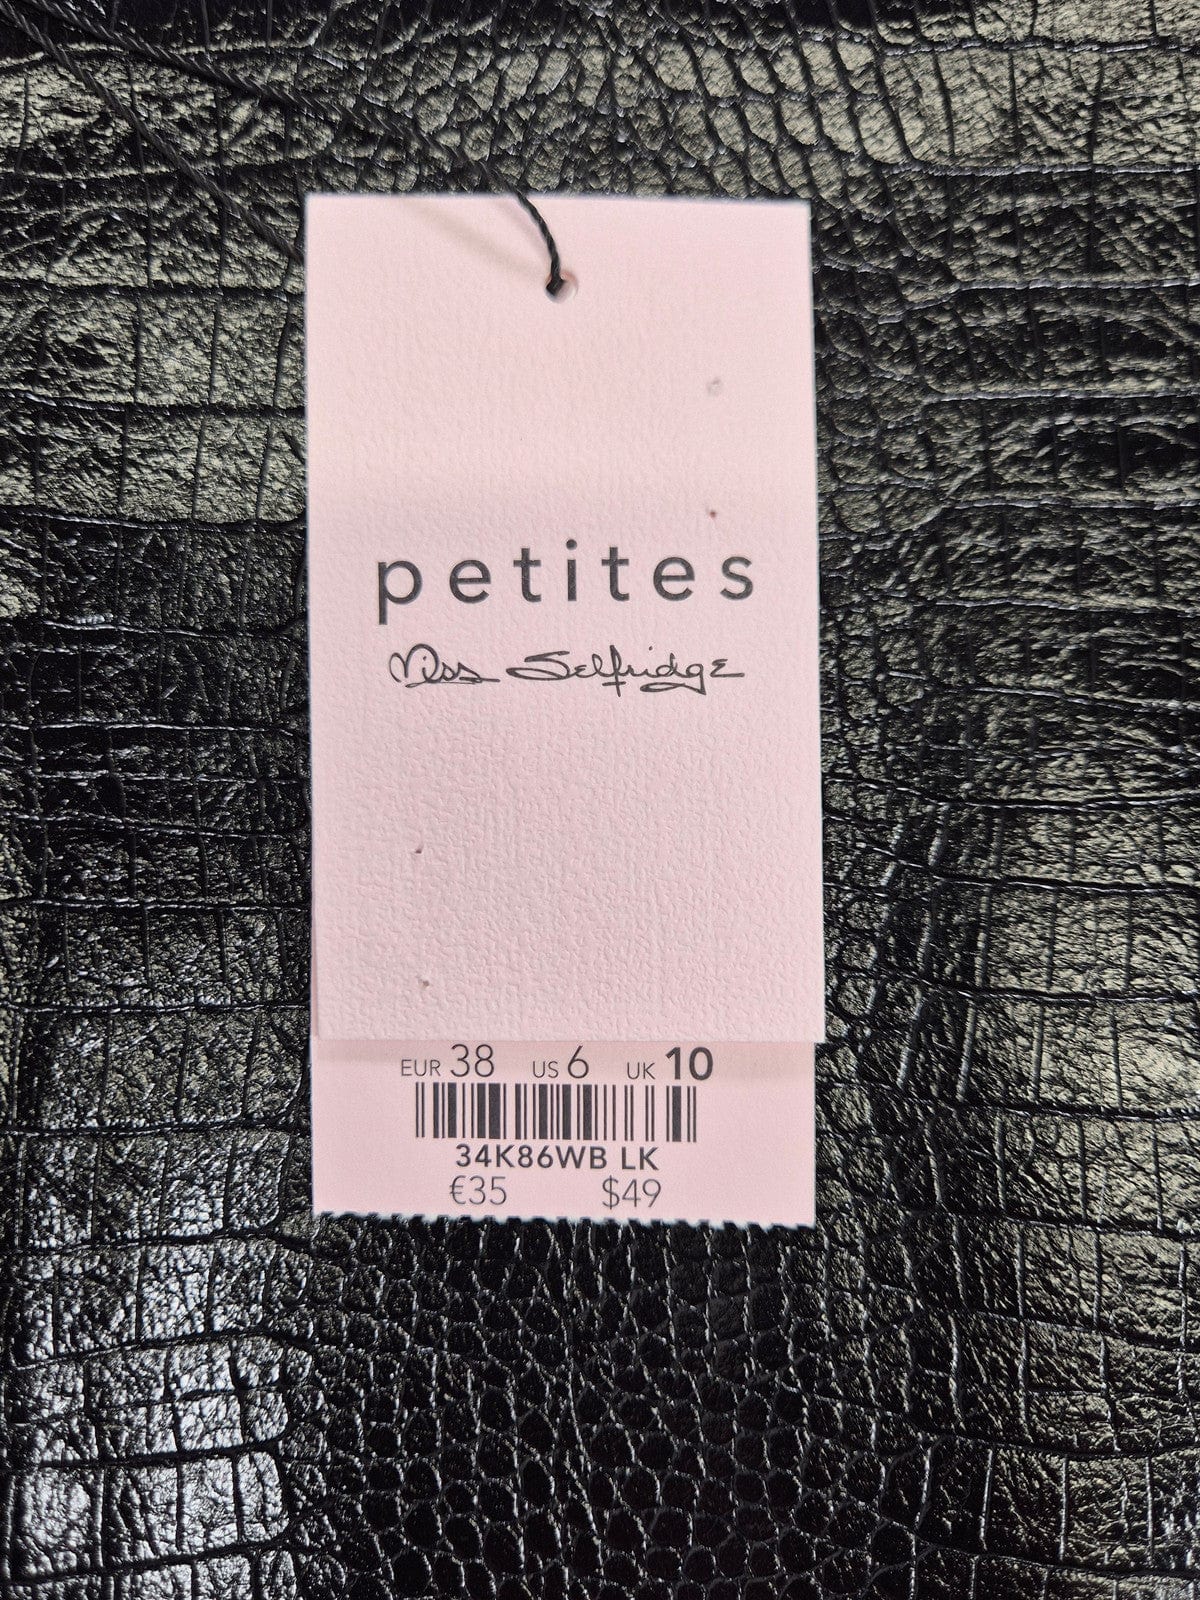 petites
Miss Selfridge
EUR 38 US 6 UK 10
34K86WB LK
€35 $49